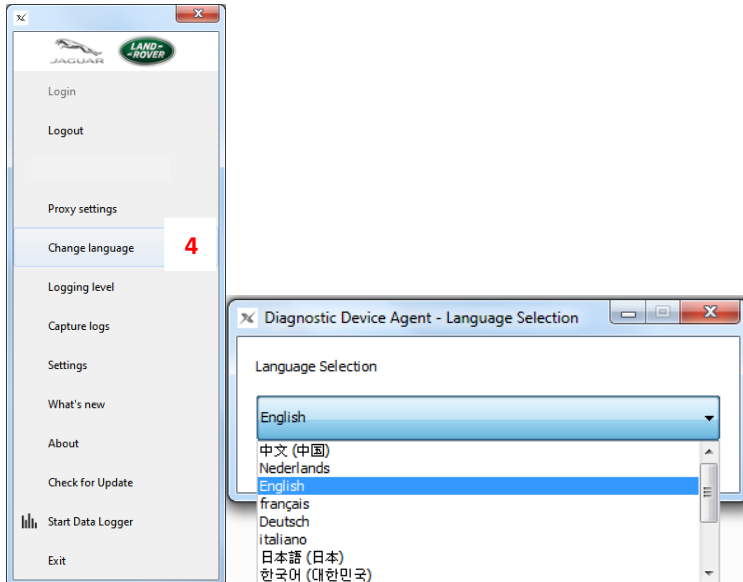 JAGUAR
LAND-
-ROVER
Login
Logout
Proxy settings
Change language
4
Logging level
Capture logs
Settings
What's new
About
Check for Update
Start Data Logger
Exit
Diagnostic Device Agent - Language Selection
Language Selection
English
中文 (中国)
Nederlands
English
français
Deutsch
italiano
日本語 (日本)
한국어 (대한민국)